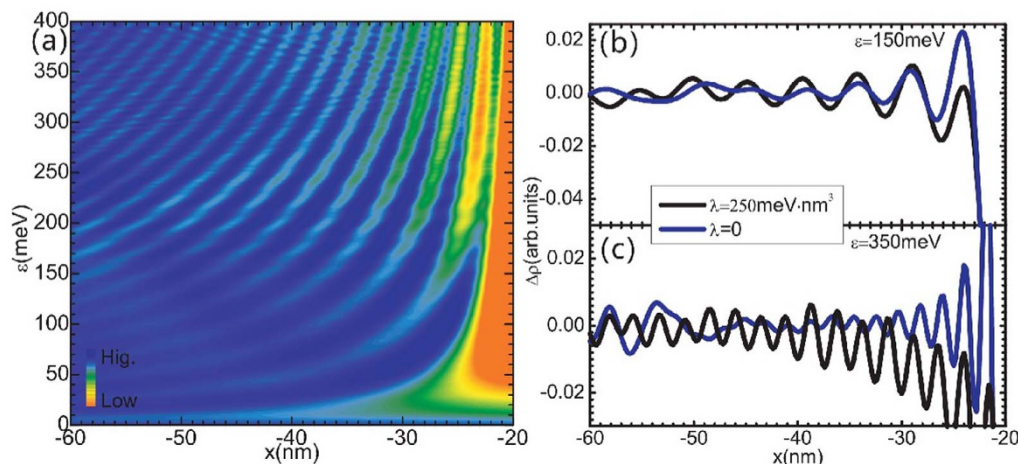 (a)
400
350
300
250
200
150
100
50
0
ε(meV)
Hig.
Low
-60
-50
-40
-30
-20
x(nm)
(b)
ε=150meV
0.02
0.00
-0.02
-0.04
λ=250meV·nm³
λ=0
Δρ(arb.units)
(c)
ε=350meV
0.02
0.00
-0.02
-60
-50
-40
-30
-20
x(nm)